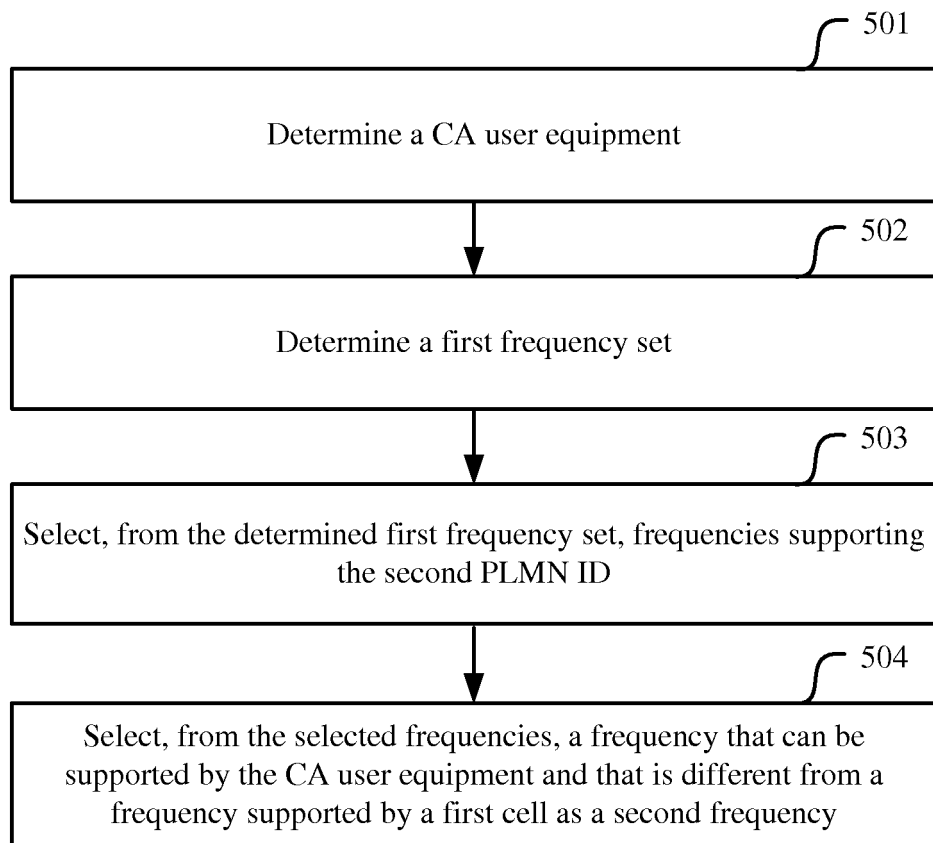 501
Determine a CA user equipment
502
Determine a first frequency set
503
Select, from the determined first frequency set, frequencies supporting
the second PLMN ID
504
Select, from the selected frequencies, a frequency that can be
supported by the CA user equipment and that is different from a
frequency supported by a first cell as a second frequency